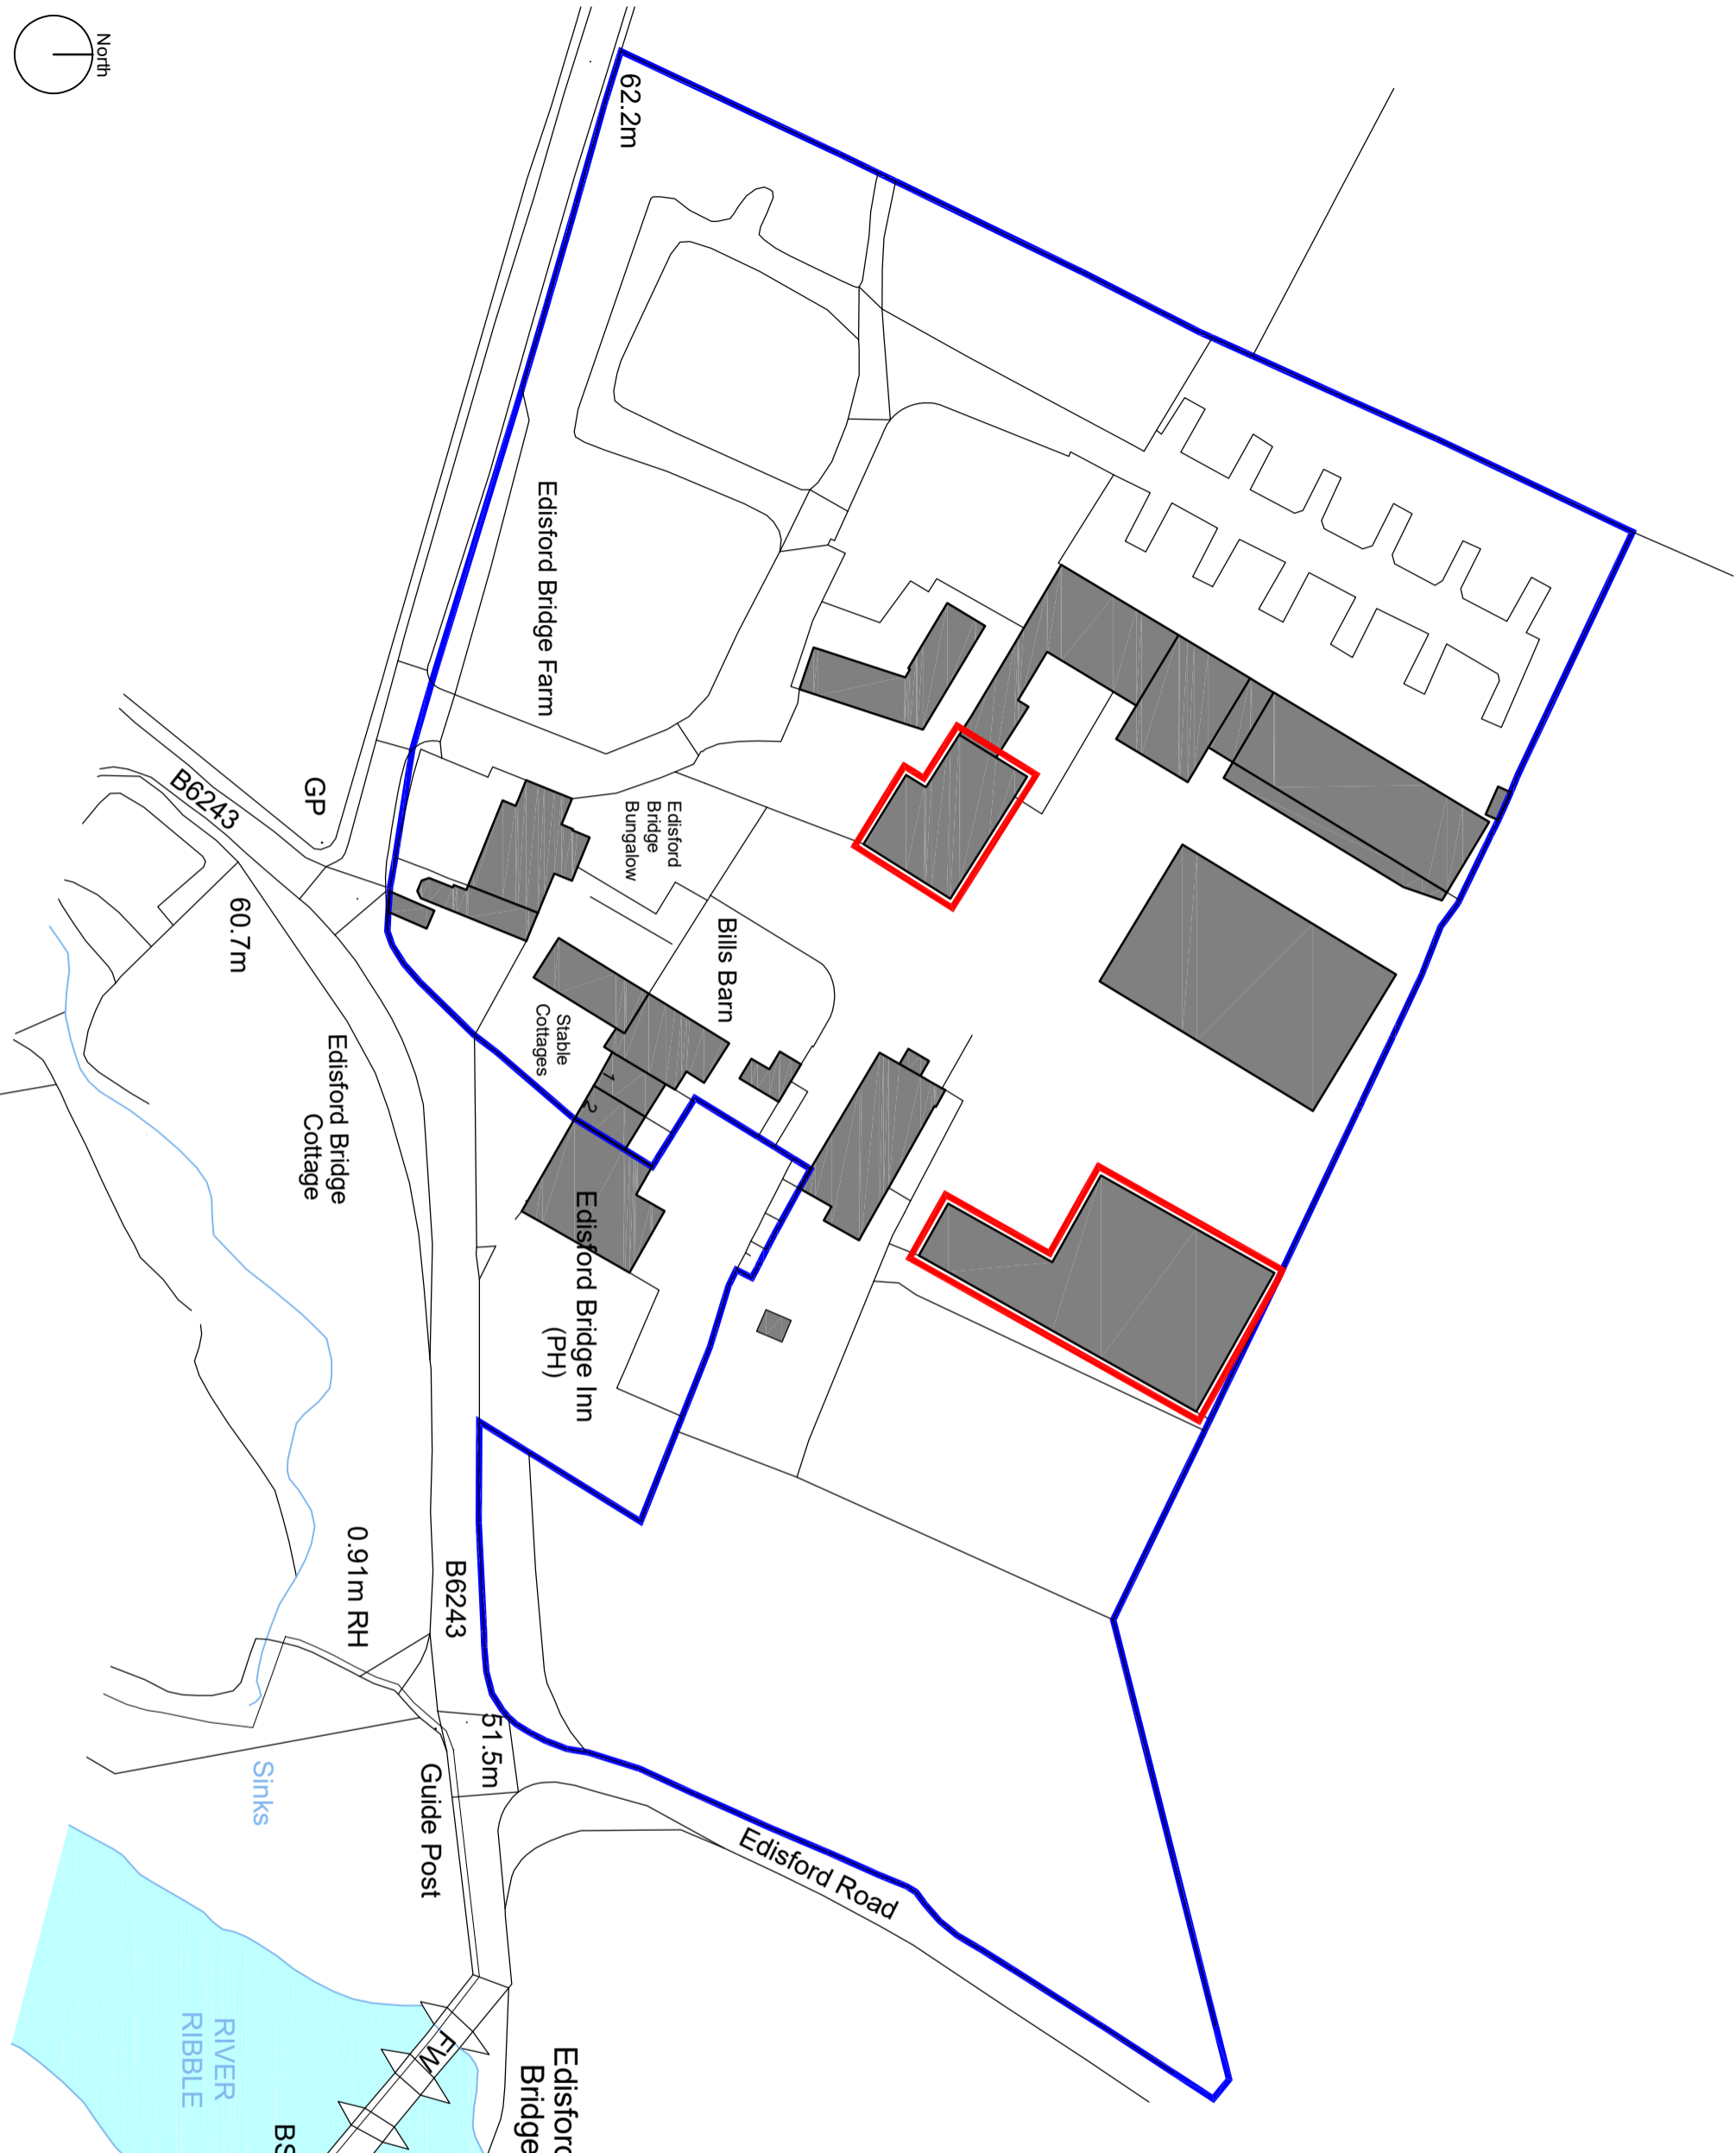 North
62.2m
Edisford Bridge Farm
GP
B6243
60.7m
Edisford
Bridge
Bungalow
Bills Barn
Stable
Cottages
1
2
Edisford Bridge
Cottage
Edisford Bridge Inn
(PH)
0.91m RH
B6243
51.5m
Guide Post
Sinks
Edisford Road
RIVER
RIBBLE
FW
Edisford
Bridge
BS